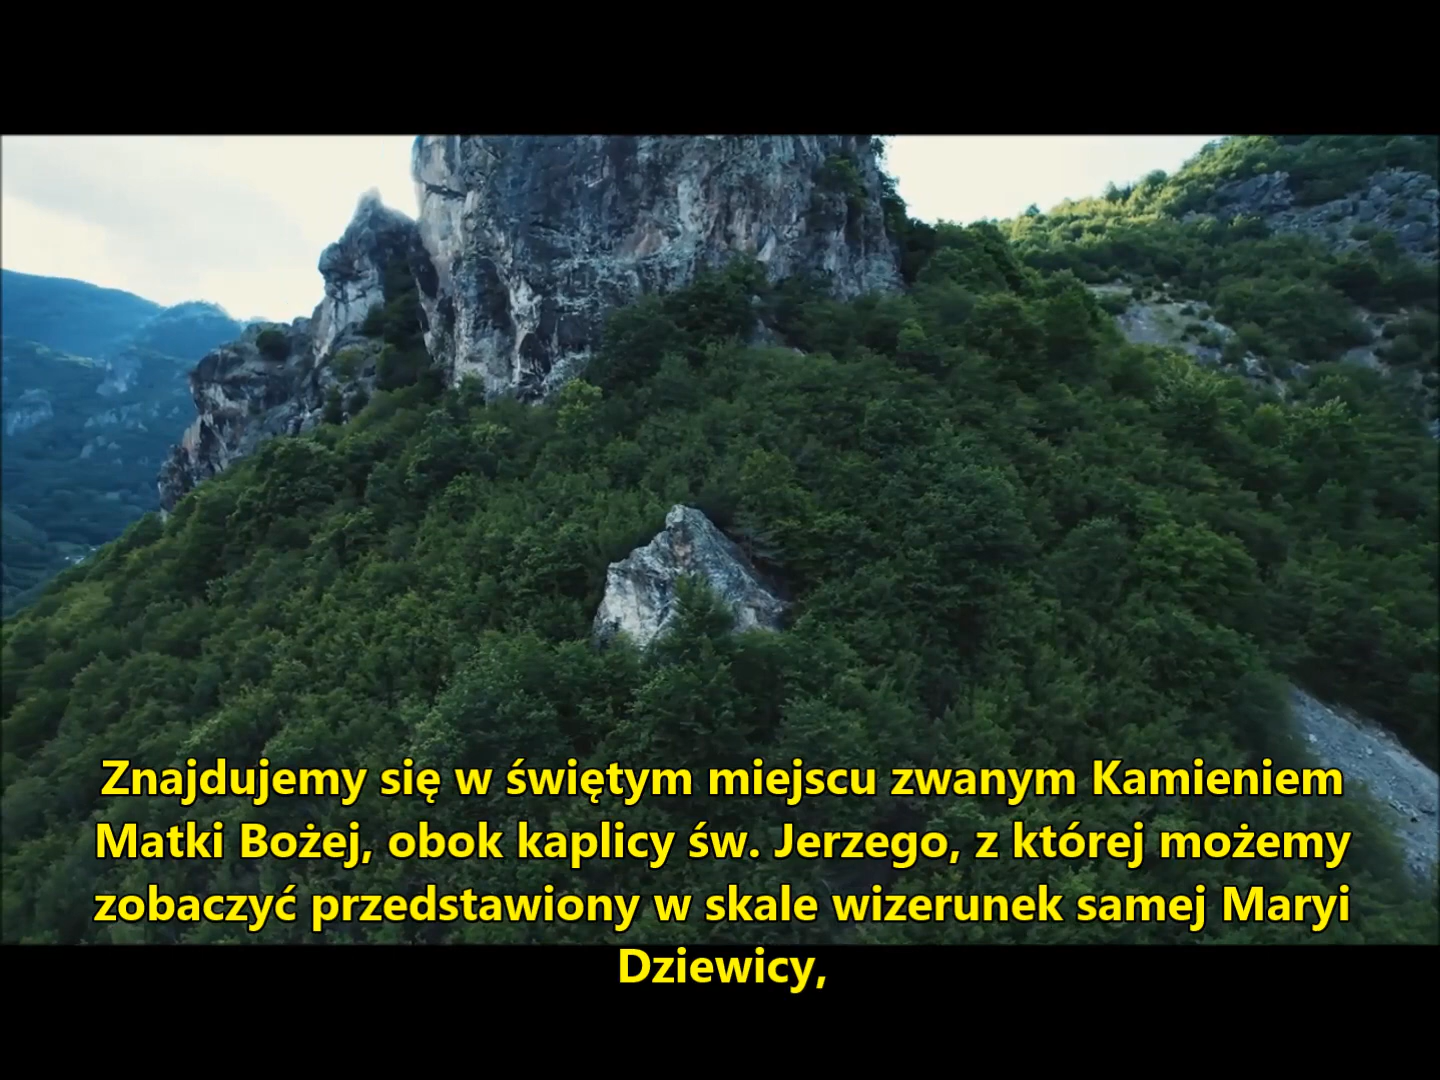 Znajdujemy się w świętym miejscu zwanym Kamieniem
Matki Bożej, obok kaplicy św. Jerzego, z której możemy
zobaczyć przedstawiony w skale wizerunek samej Maryi
Dziewicy,